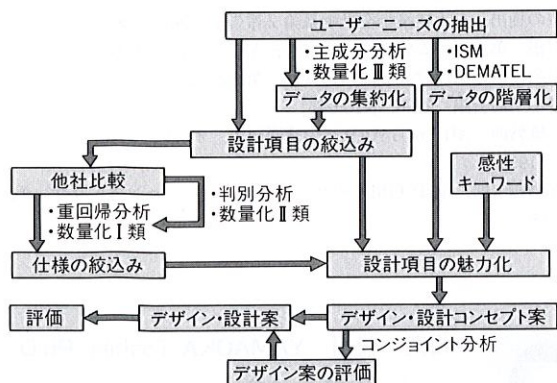 ユーザーニーズの抽出
・主成分分析
・数量化Ⅲ類
・ISM
・DEMATEL
データの集約化
データの階層化
設計項目の絞込み
他社比較
感性
キーワード
・重回帰分析
・数量化Ⅰ類
・判別分析
・数量化Ⅱ類
仕様の絞込み
設計項目の魅力化
評価
デザイン・設計案
デザイン・設計コンセプト案
コンジョイント分析
デザイン案の評価